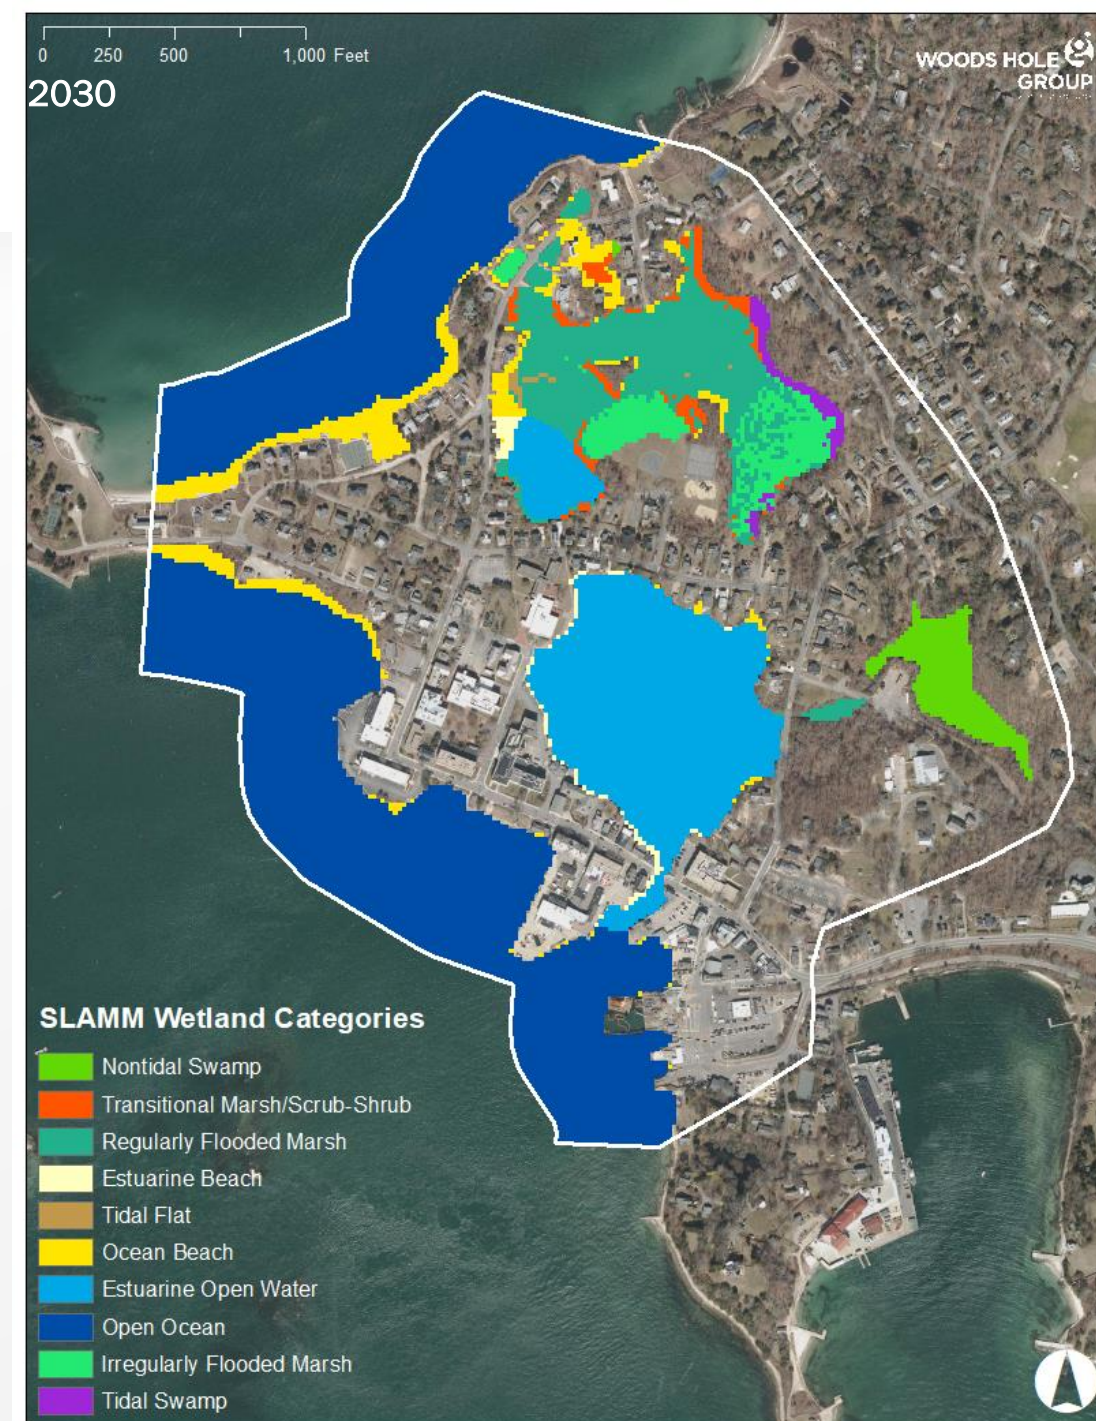 0 250 500 1,000 Feet
2030
WOODS HOLE
GROUP
SLAMM Wetland Categories
Nontidal Swamp
Transitional Marsh/Scrub-Shrub
Regularly Flooded Marsh
Estuarine Beach
Tidal Flat
Ocean Beach
Estuarine Open Water
Open Ocean
Irregularly Flooded Marsh
Tidal Swamp